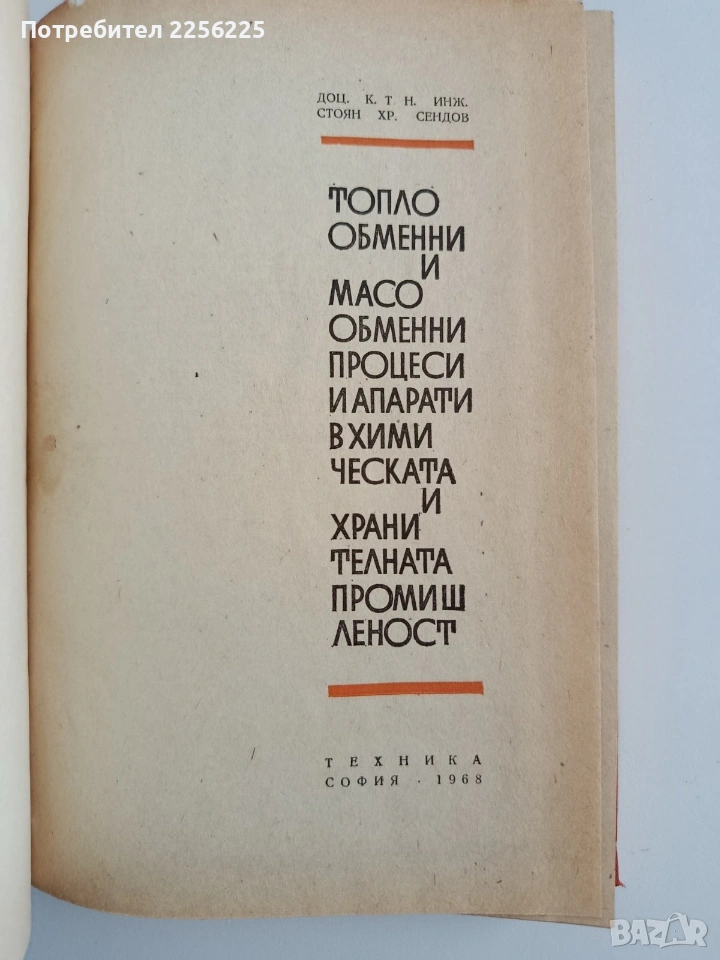 Потребител 2256225
ДОЦ. К. Т. Н. ИНЖ.
СТОЯН ХР. СЕНДОВ
ТОПЛО
ОБМЕННИ
И
МАСО
ОБМЕННИ
ПРОЦЕСИ
И АПАРАТИ
В ХИМИ
ЧЕСКАТА
И
ХРАНИ
ТЕЛНАТА
ПРОМИШ
ЛЕНОСТ
ТЕХНИКА
СОФИЯ · 1968
BAZAR